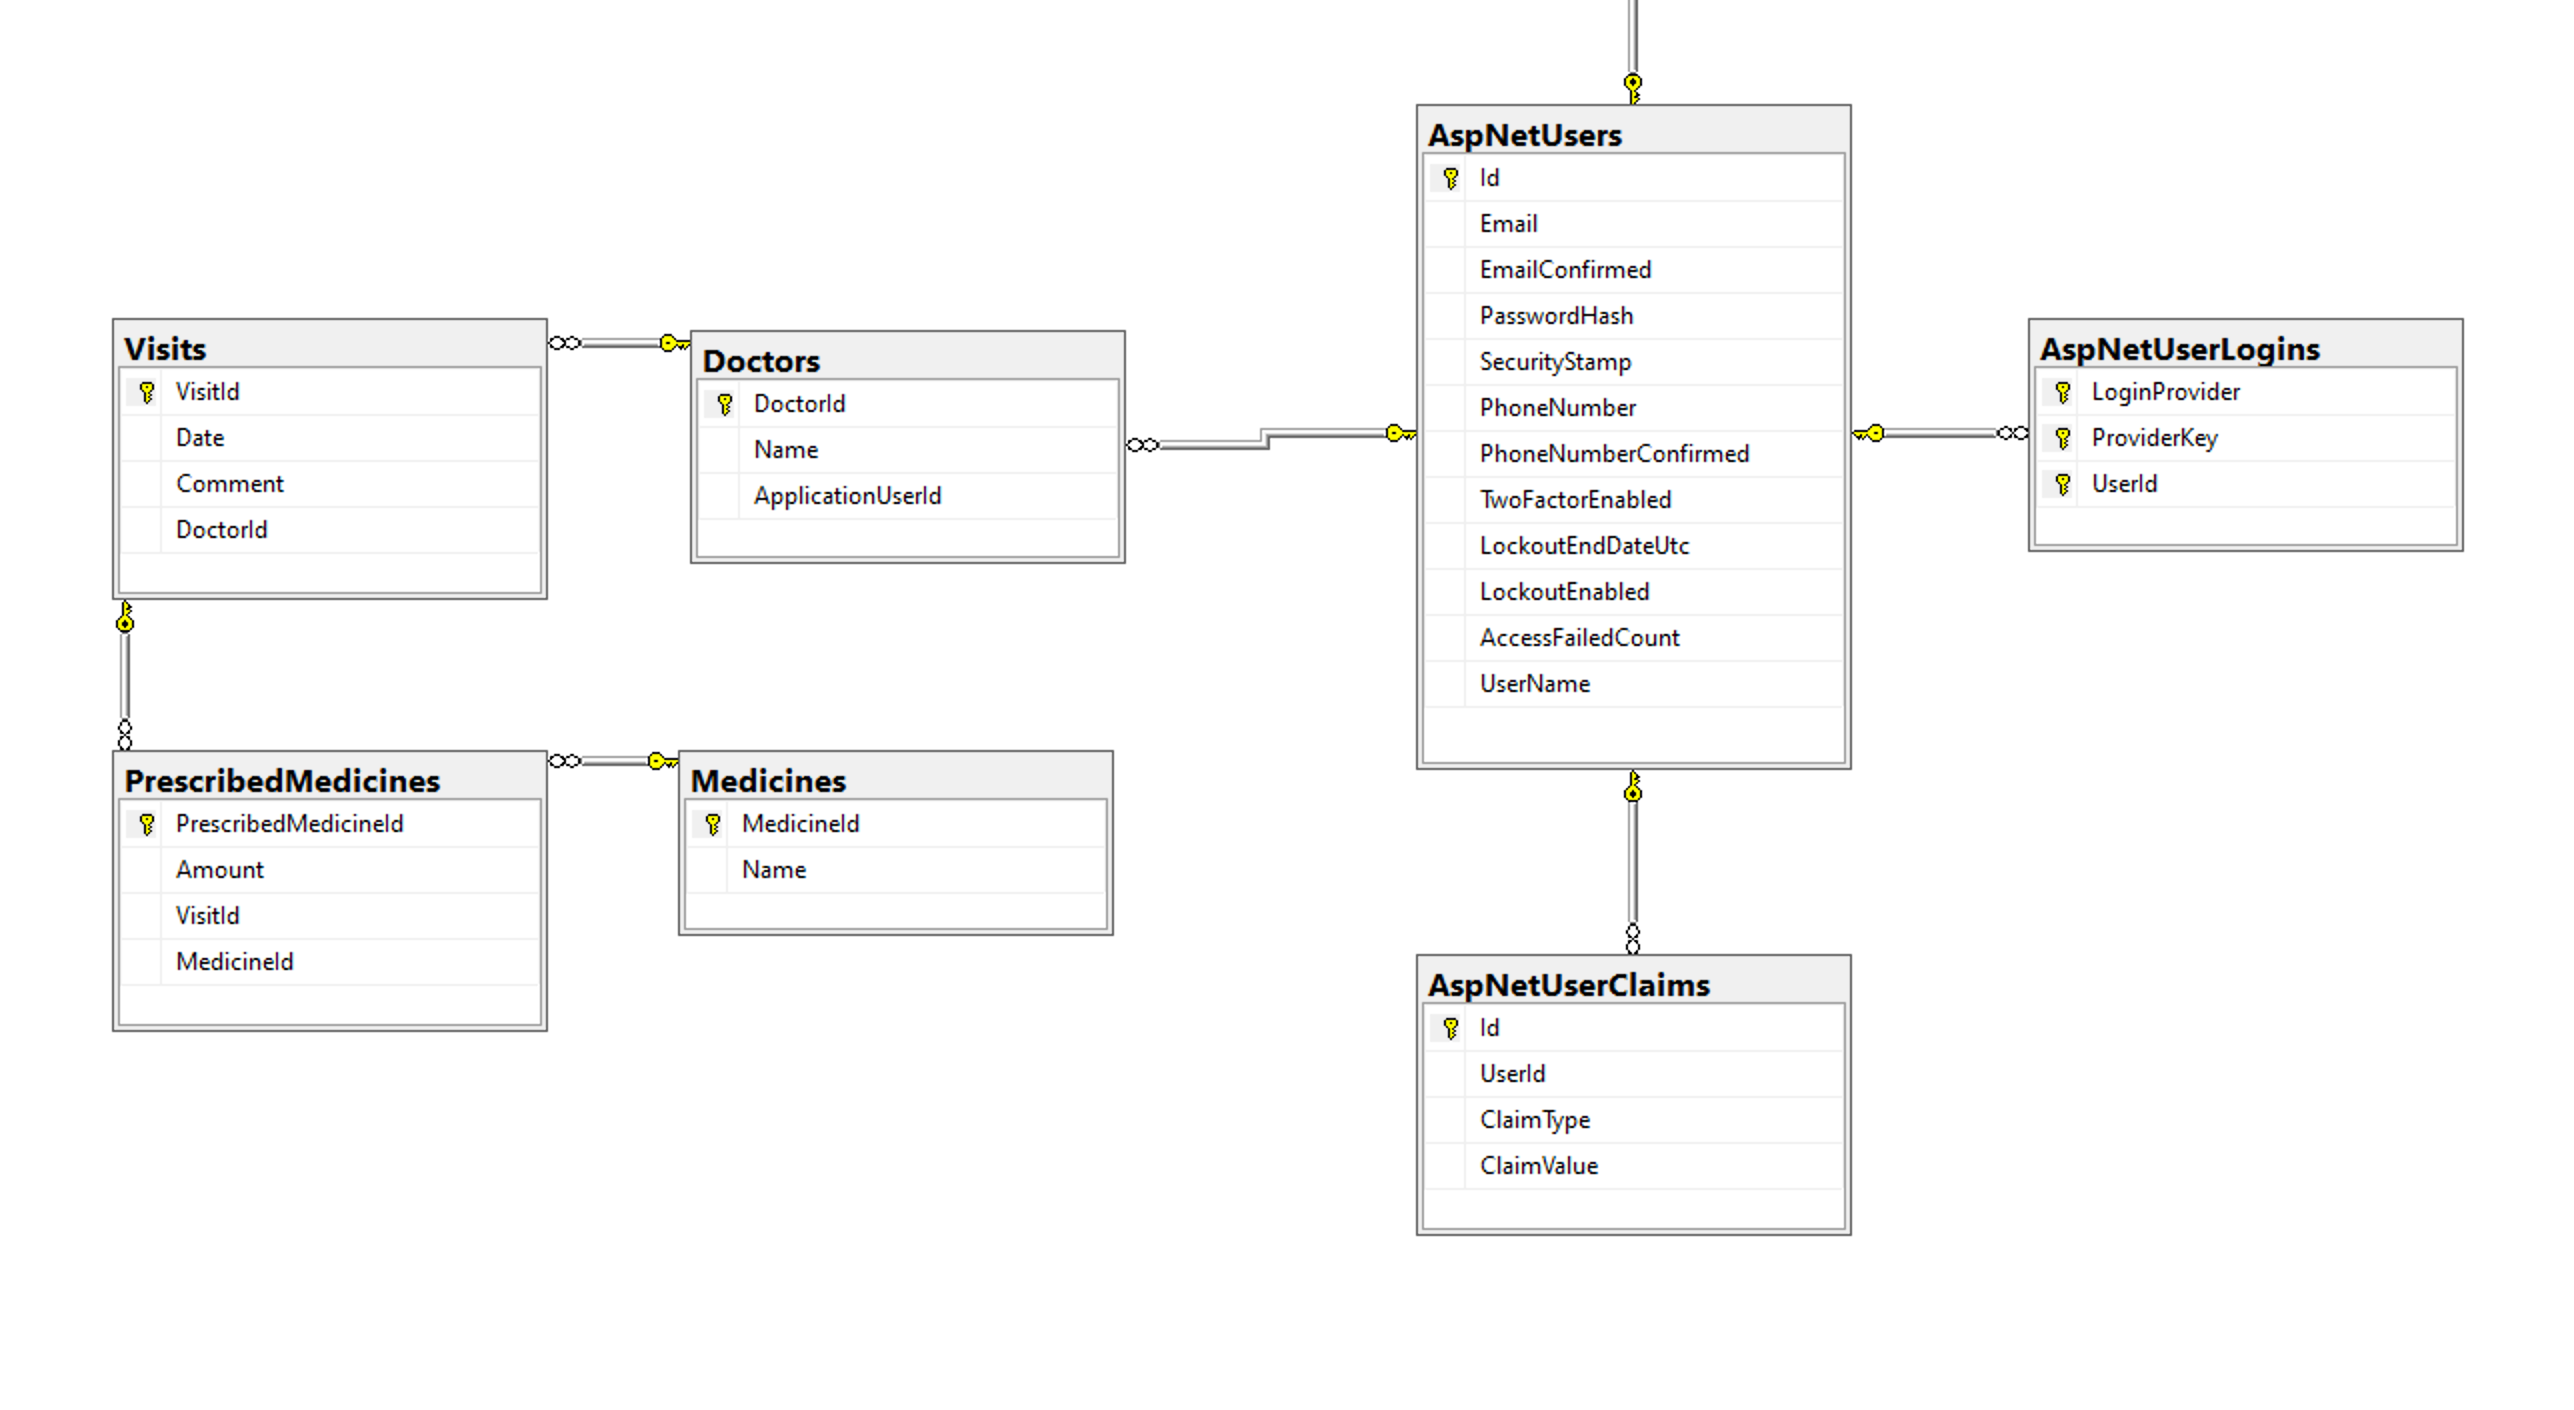 Visits
VisitId
Date
Comment
DoctorId
Doctors
DoctorId
Name
ApplicationUserId
AspNetUsers
Id
Email
EmailConfirmed
PasswordHash
SecurityStamp
PhoneNumber
PhoneNumberConfirmed
TwoFactorEnabled
LockoutEndDateUtc
LockoutEnabled
AccessFailedCount
UserName
AspNetUserLogins
LoginProvider
ProviderKey
UserId
PrescribedMedicines
PrescribedMedicineId
Amount
VisitId
MedicineId
Medicines
MedicineId
Name
AspNetUserClaims
Id
UserId
ClaimType
ClaimValue